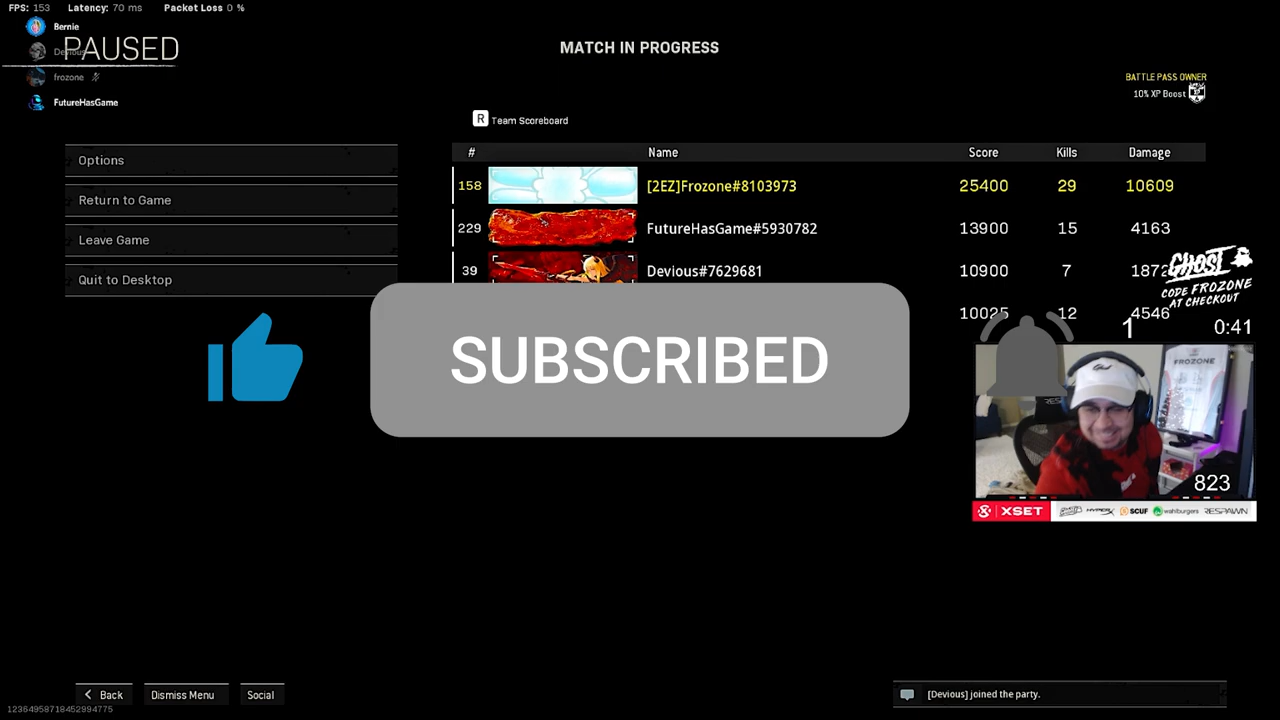 FPS: 153 Latency: 70 ms Packet Loss 0 %
Bernie
PAUSED
Devious
frozone
FutureHasGame
MATCH IN PROGRESS
BATTLE PASS OWNER
10% XP Boost
R Team Scoreboard
# Name Score Kills Damage
158 [2EZ]Frozone#8103973 25400 29 10609
229 FutureHasGame#5930782 13900 15 4163
39 Devious#7629681 10900 7 1872
10025 12 4546
Options
Return to Game
Leave Game
Quit to Desktop
GHOST
CODE FROZONE
AT CHECKOUT
1 0:41
SUBSCRIBED
FROZONE
823
XSET HYPERX SCUF wahlburgers RESPAWN
Back Dismiss Menu Social
[Devious] joined the party.
12364958718452994775